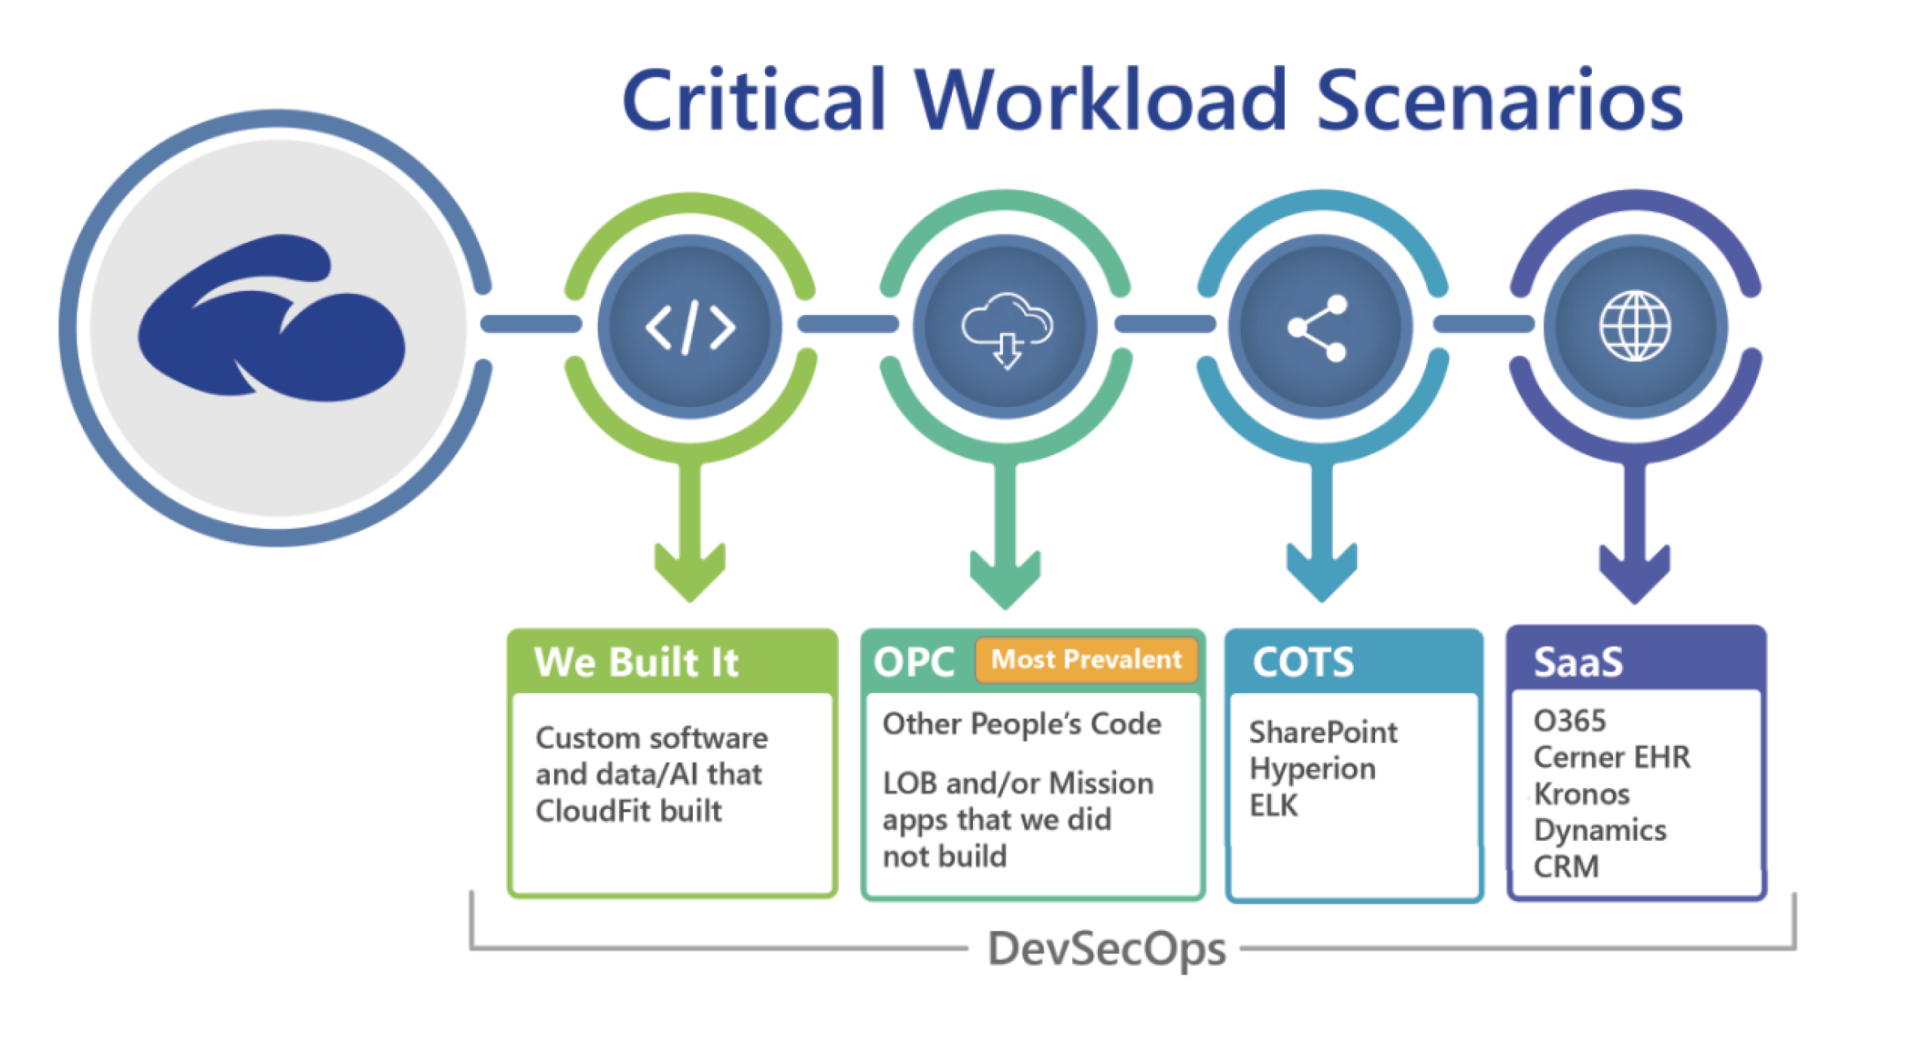 Critical Workload Scenarios
</>
We Built It
Custom software
and data/AI that
CloudFit built
OPC
Most Prevalent
Other People’s Code
LOB and/or Mission
apps that we did
not build
COTS
SharePoint
Hyperion
ELK
SaaS
O365
Cerner EHR
Kronos
Dynamics
CRM
DevSecOps